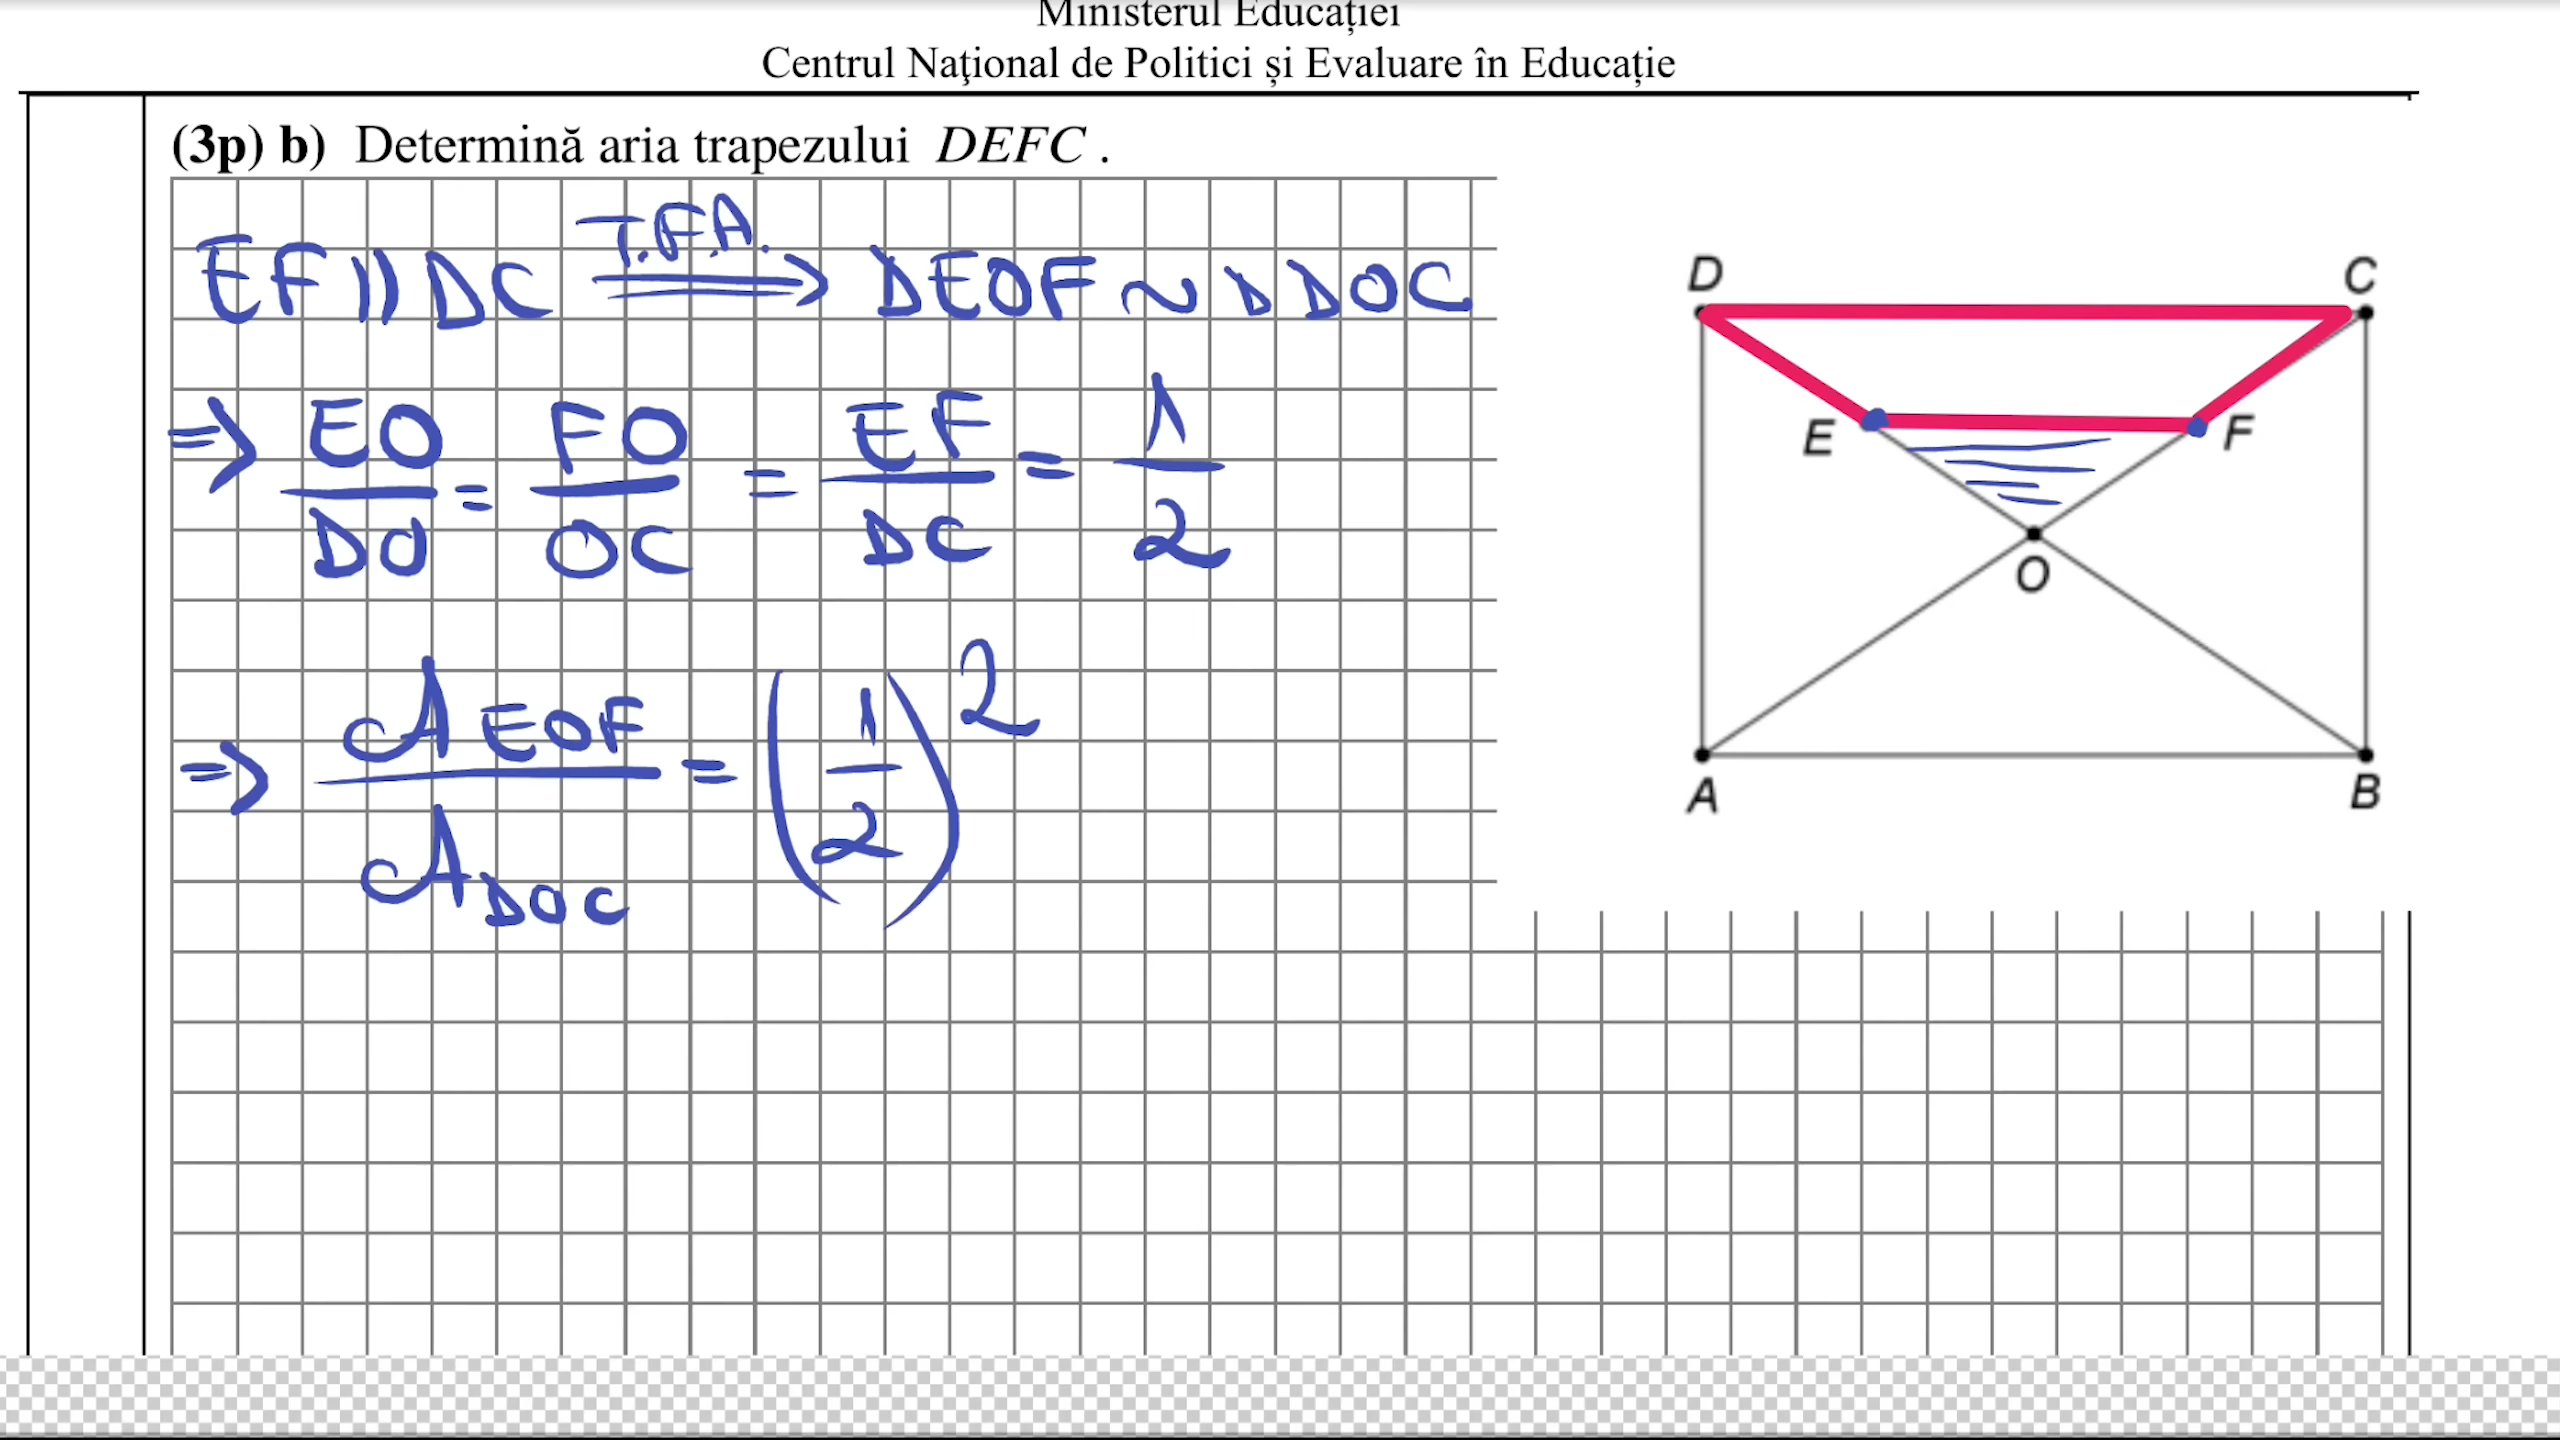 Ministerul Educației
Centrul Naţional de Politici și Evaluare în Educație
(3p) b) Determină aria trapezului DEFC .
EF || DC T.F.A. ⟹ ΔEOF ~ ΔDOC
⇒ EO/DO = FO/OC = EF/DC = 1/2
⇒ A EOF / A DOC = (1/2)²
D
C
E
F
O
A
B